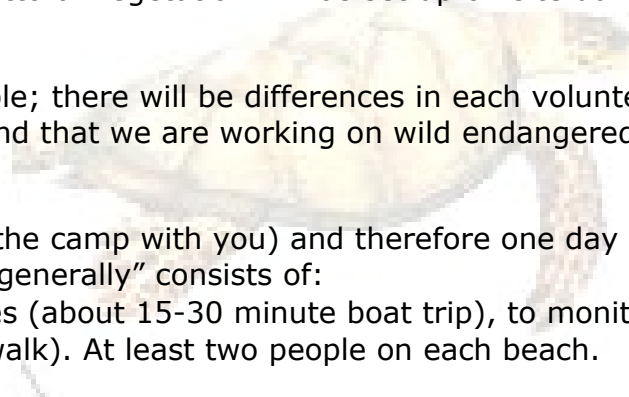 ble; there will be differences in each volunte
nd that we are working on wild endangered
the camp with you) and therefore one day
generally” consists of:
es (about 15-30 minute boat trip), to monit
walk). At least two people on each beach.